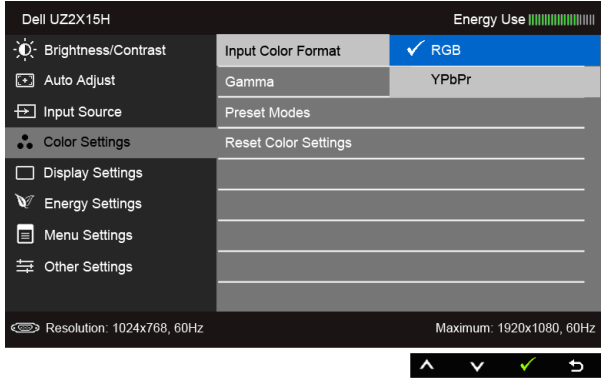 Dell UZ2X15H Energy Use
Brightness/Contrast Input Color Format RGB
Auto Adjust Gamma YPbPr
Input Source Preset Modes
Color Settings Reset Color Settings
Display Settings
Energy Settings
Menu Settings
Other Settings
Resolution: 1024x768, 60Hz Maximum: 1920x1080, 60Hz